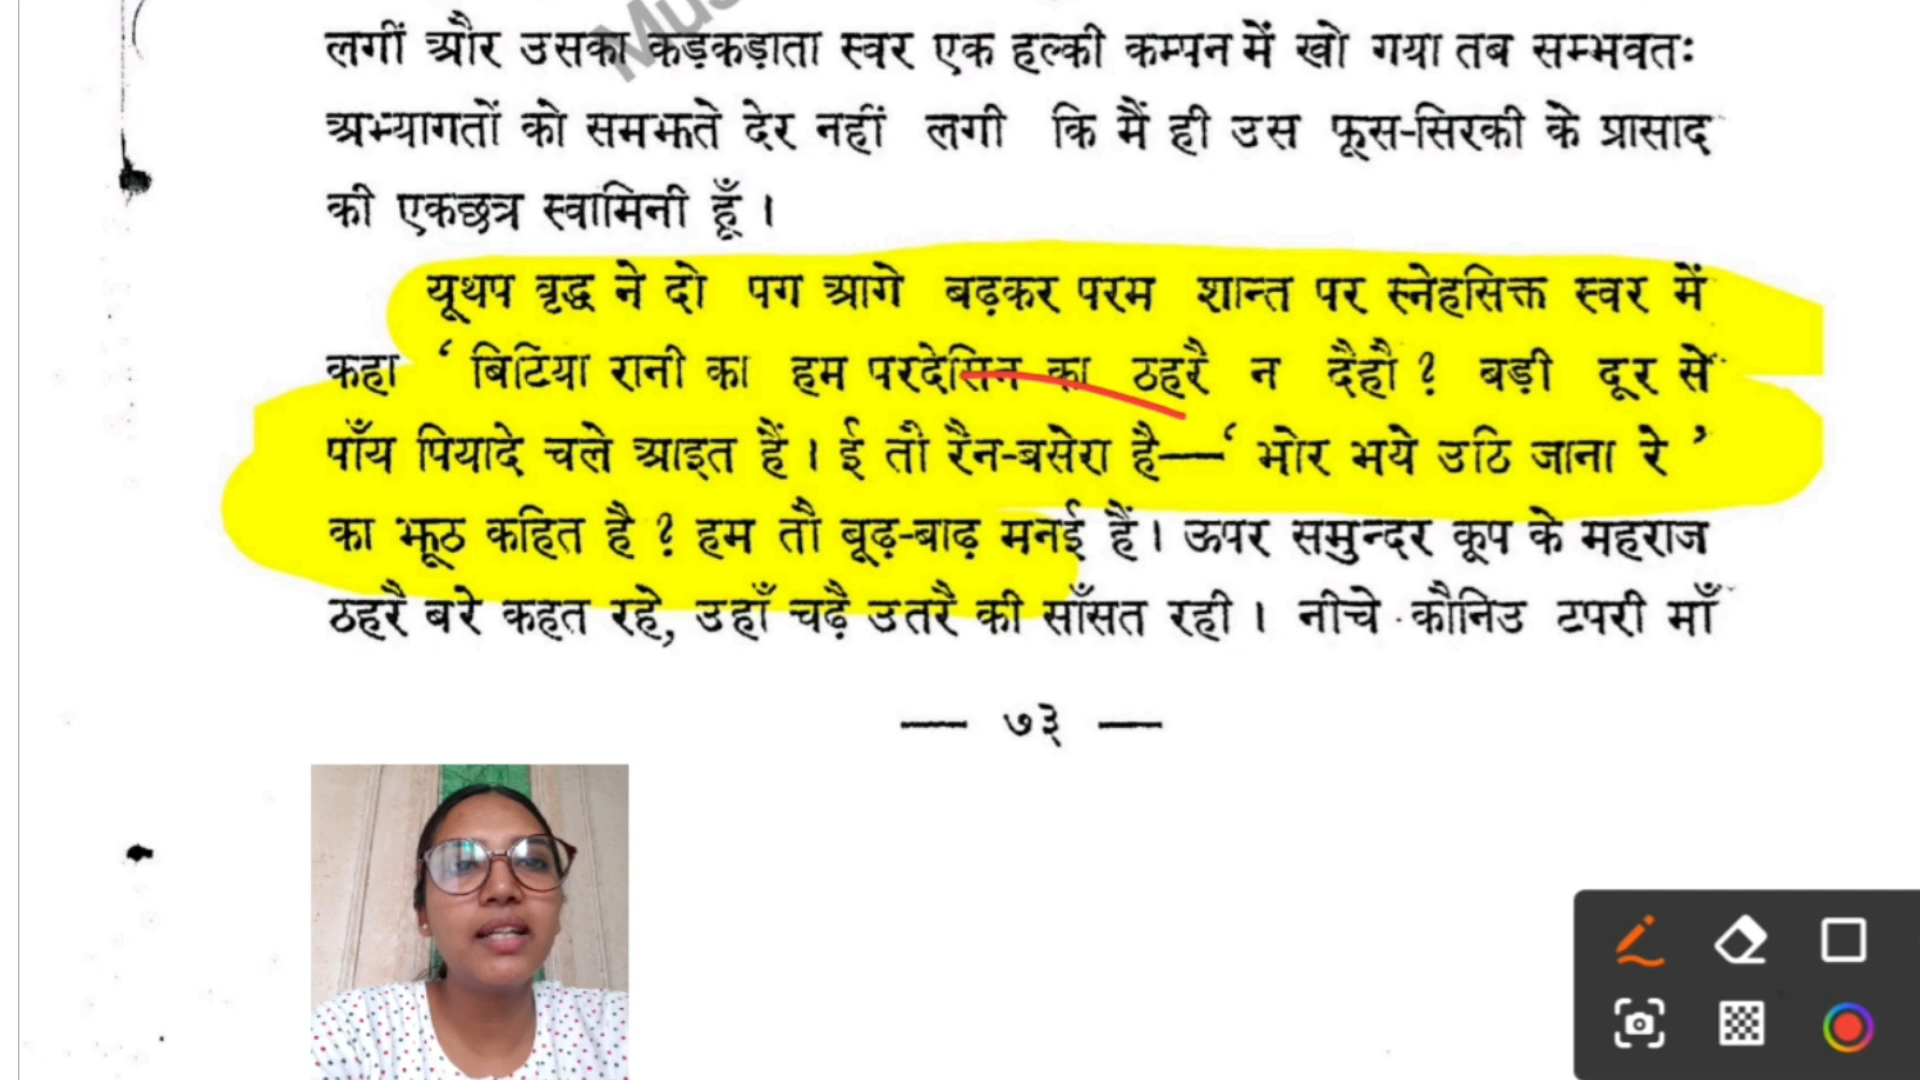 लगीं और उसका कड़कड़ाता स्वर एक हल्की कम्पन में खो गया तब सम्भवतः
अभ्यागतों को समझते देर नहीं लगी कि मैं ही उस फूस-सिरकी के प्रासाद
की एकछत्र स्वामिनी हूँ ।
यूथप वृद्ध ने दो पग आगे बढ़कर परम शान्त पर स्नेहसिक्त स्वर में
कहा ‘ बिटिया रानी का हम परदेसिन का ठहरै न दैहौ ? बड़ी दूर से
पाँय पियादे चले आइत हैं । ई तौ रैन-बसेरा है—‘ भोर भये उठि जाना रे ’
का झूठ कहित है ? हम तौ बूढ़-बाढ़ मनई हैं । ऊपर समुन्दर कूप के महराज
ठहरै बरे कहत रहे, उहाँ चढ़ै उतरै की साँसत रही । नीचे कौनिउ टपरी माँ
— ७३ —